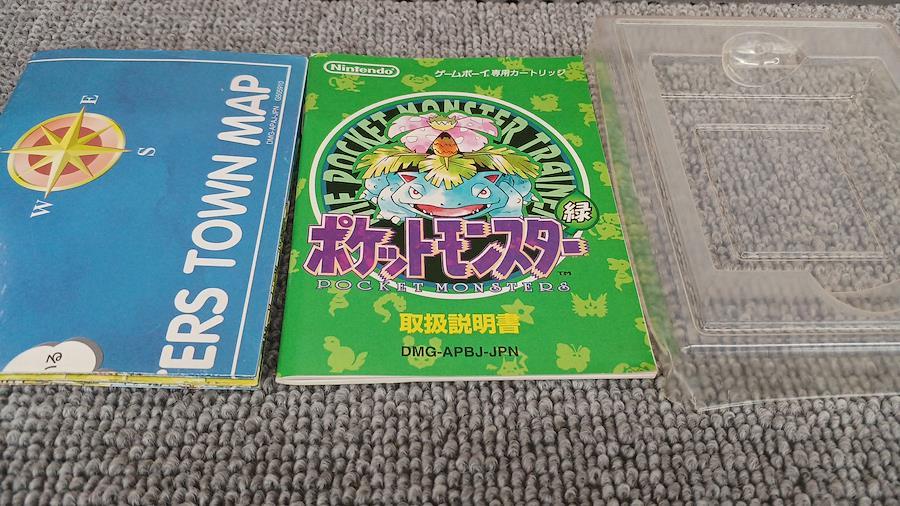 E
S
W
ERS TOWN MAP
DMG-APAJ-JPN
Nintendo
ゲームボーイ専用カートリッジ
THE POCKET MONSTER TRAINER
緑
ポケットモンスター
TM
POCKET MONSTERS
取扱説明書
DMG-APBJ-JPN